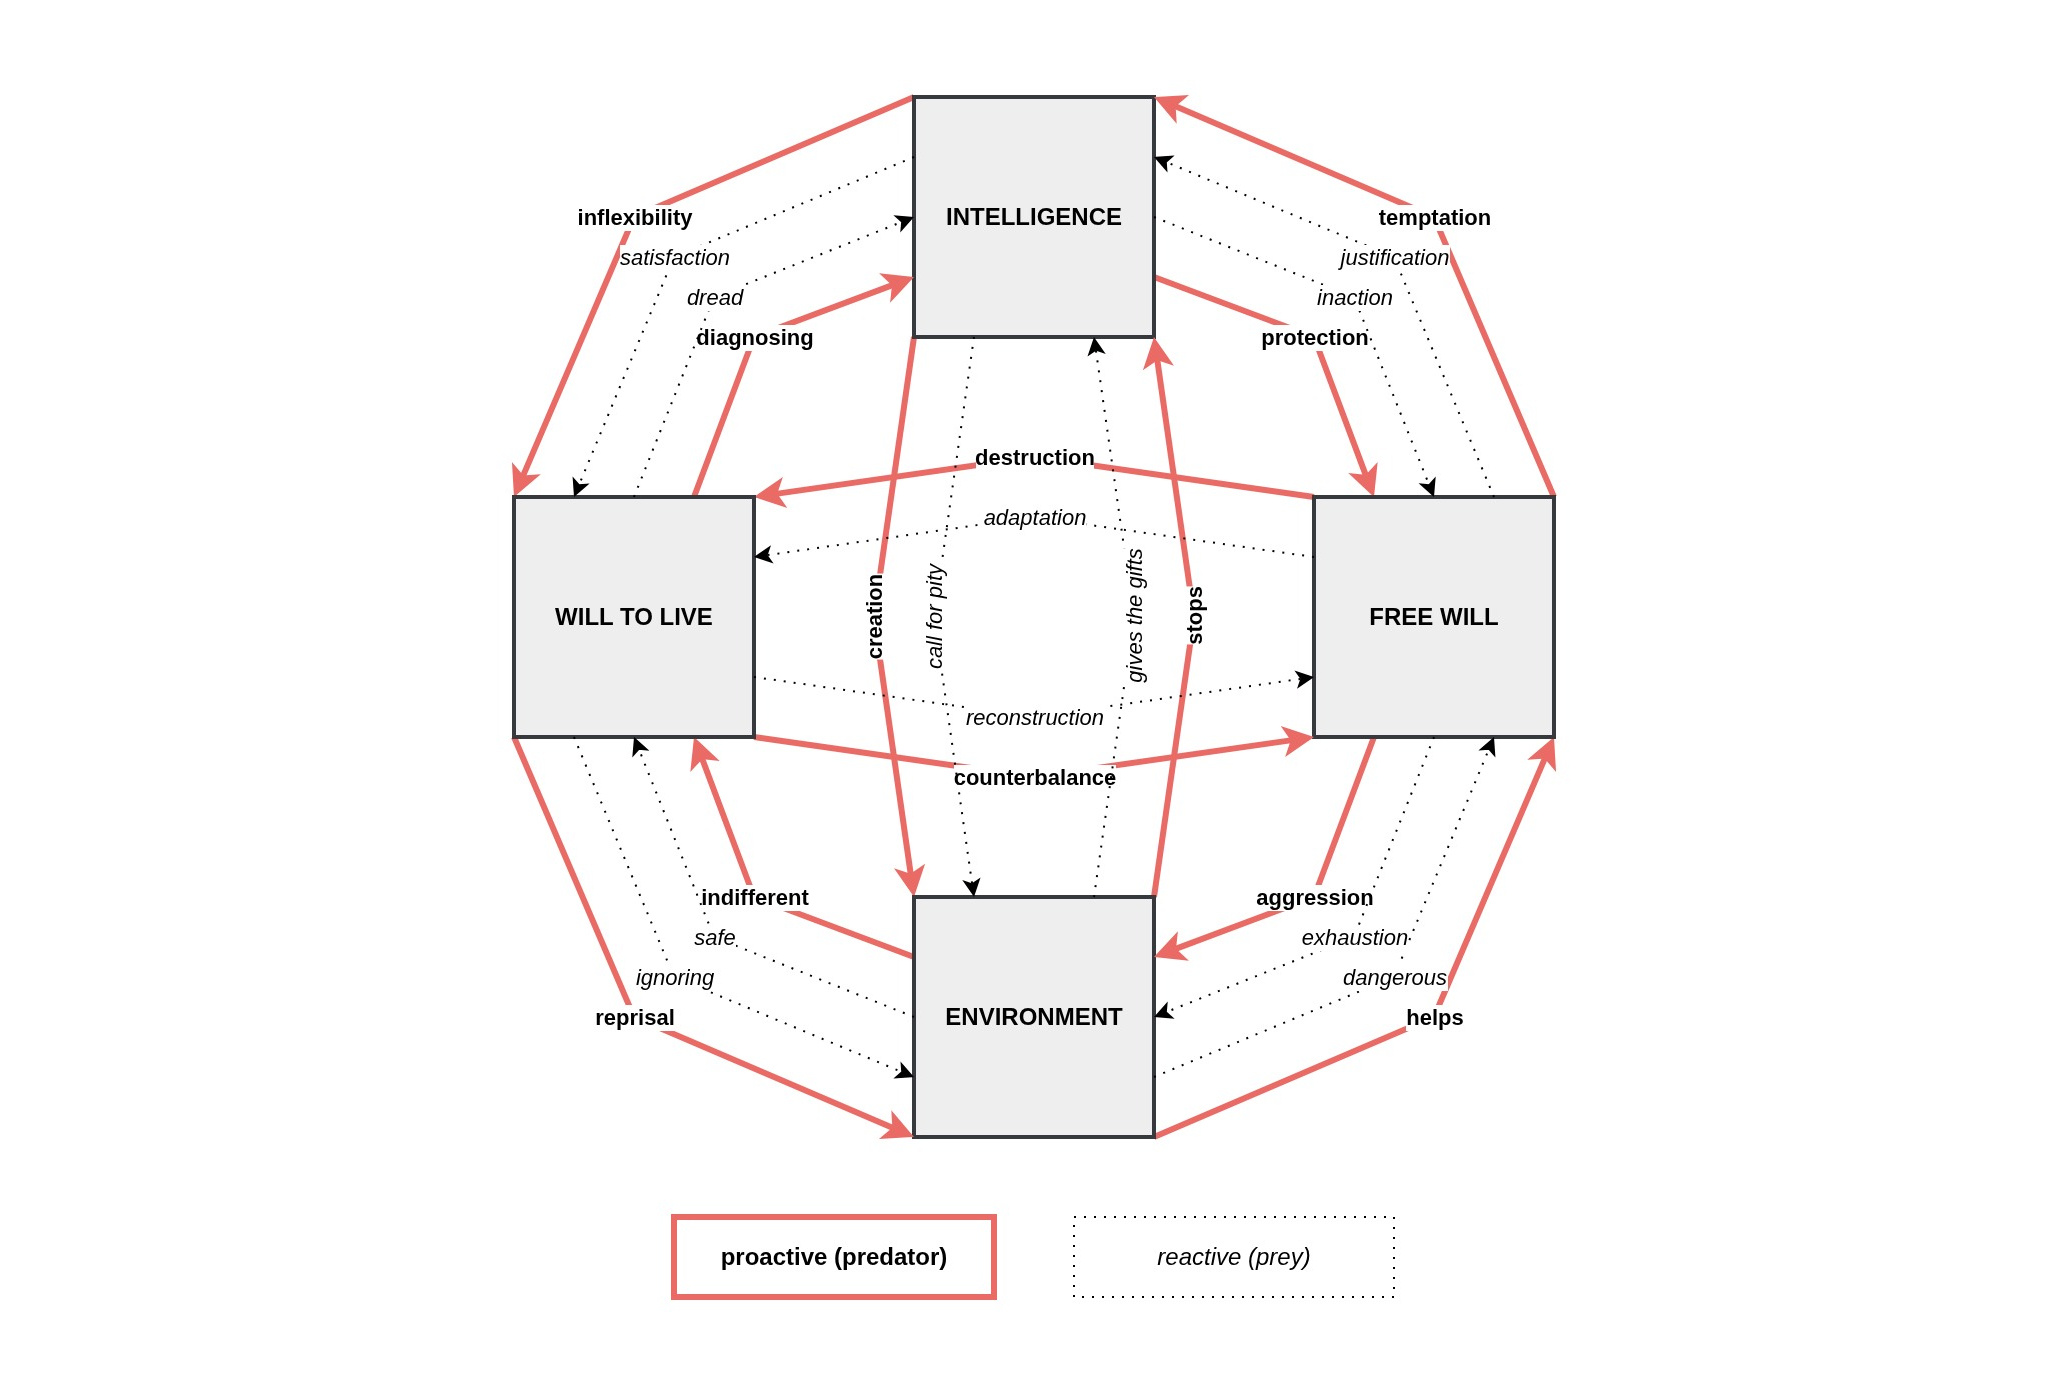 INTELLIGENCE
inflexibility
temptation
satisfaction
justification
dread
inaction
diagnosing
protection
destruction
adaptation
WILL TO LIVE
creation
call for pity
gives the gifts
stops
FREE WILL
reconstruction
counterbalance
indifferent
aggression
safe
exhaustion
ignoring
dangerous
reprisal
ENVIRONMENT
helps
proactive (predator)
reactive (prey)